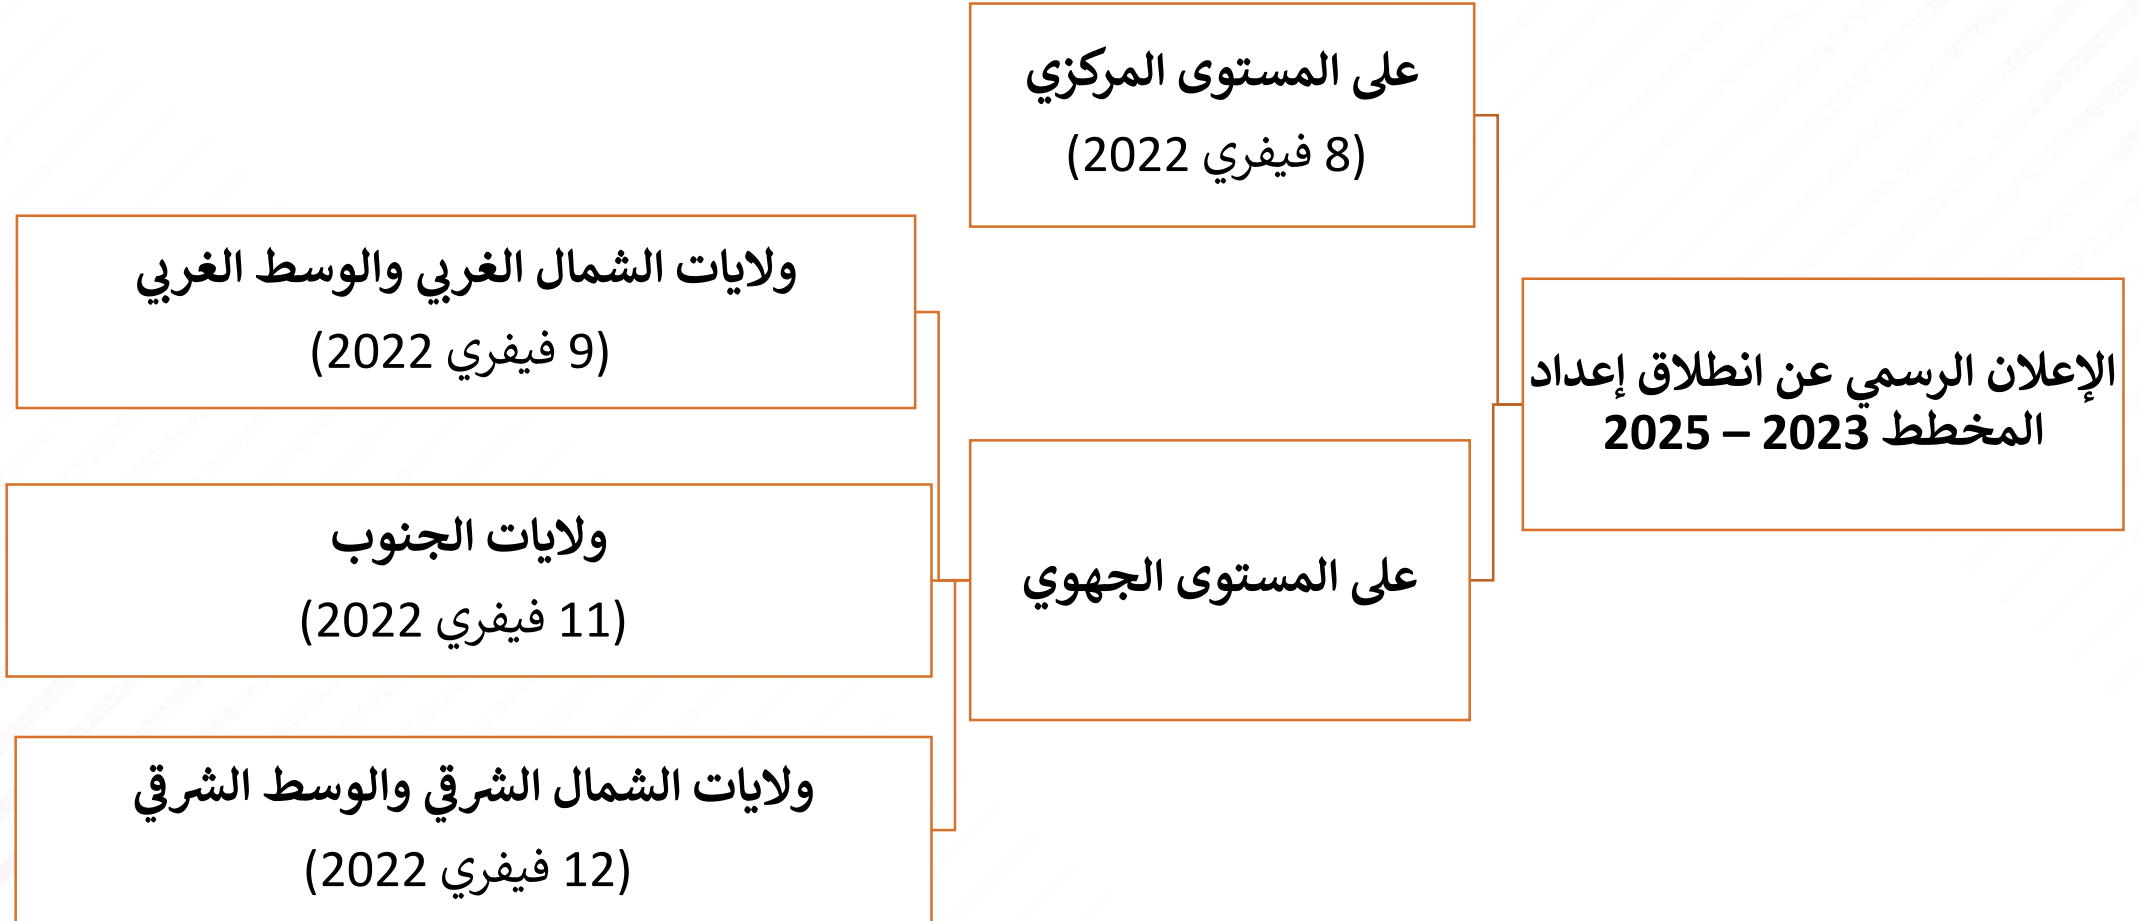 الإعلان الرسمي عن انطلاق إعداد
المخطط 2023 – 2025
على المستوى المركزي
(8 فيفري 2022)
على المستوى الجهوي
ولايات الشمال الغربي والوسط الغربي
(9 فيفري 2022)
ولايات الجنوب
(11 فيفري 2022)
ولايات الشمال الشرقي والوسط الشرقي
(12 فيفري 2022)